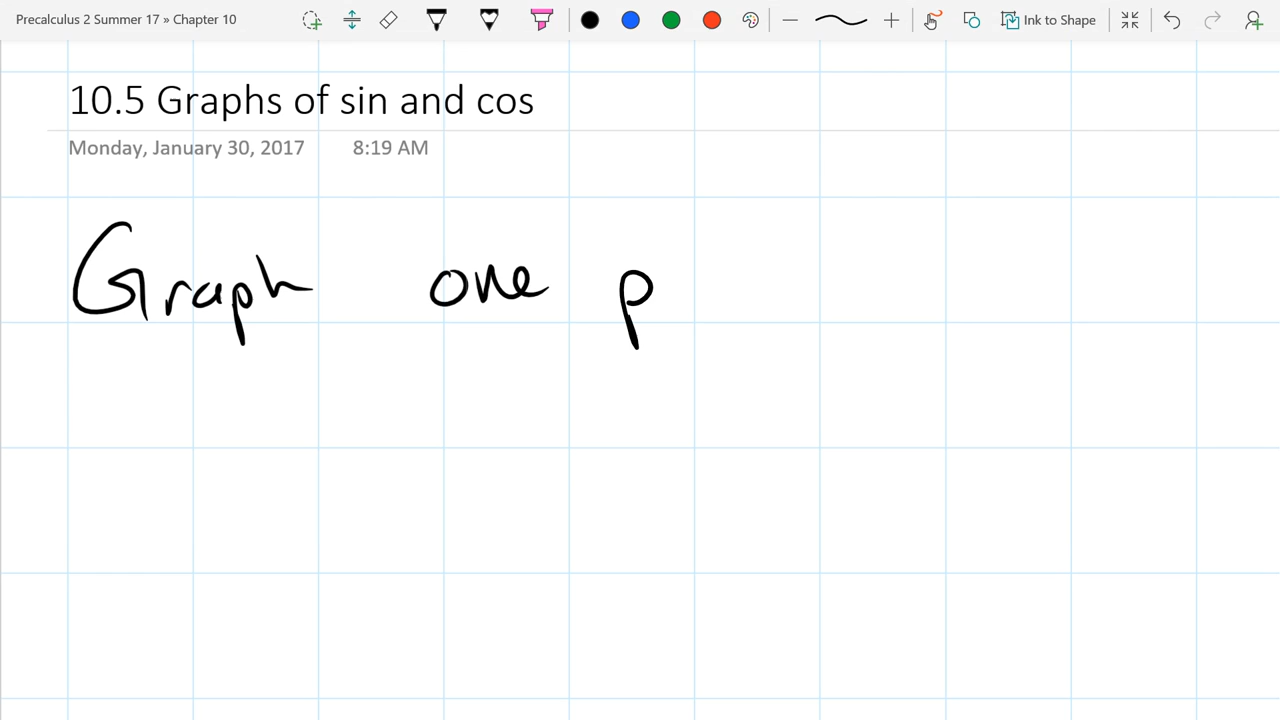 Precalculus 2 Summer 17 » Chapter 10
Ink to Shape
10.5 Graphs of sin and cos
Monday, January 30, 2017 8:19 AM
Graph one p